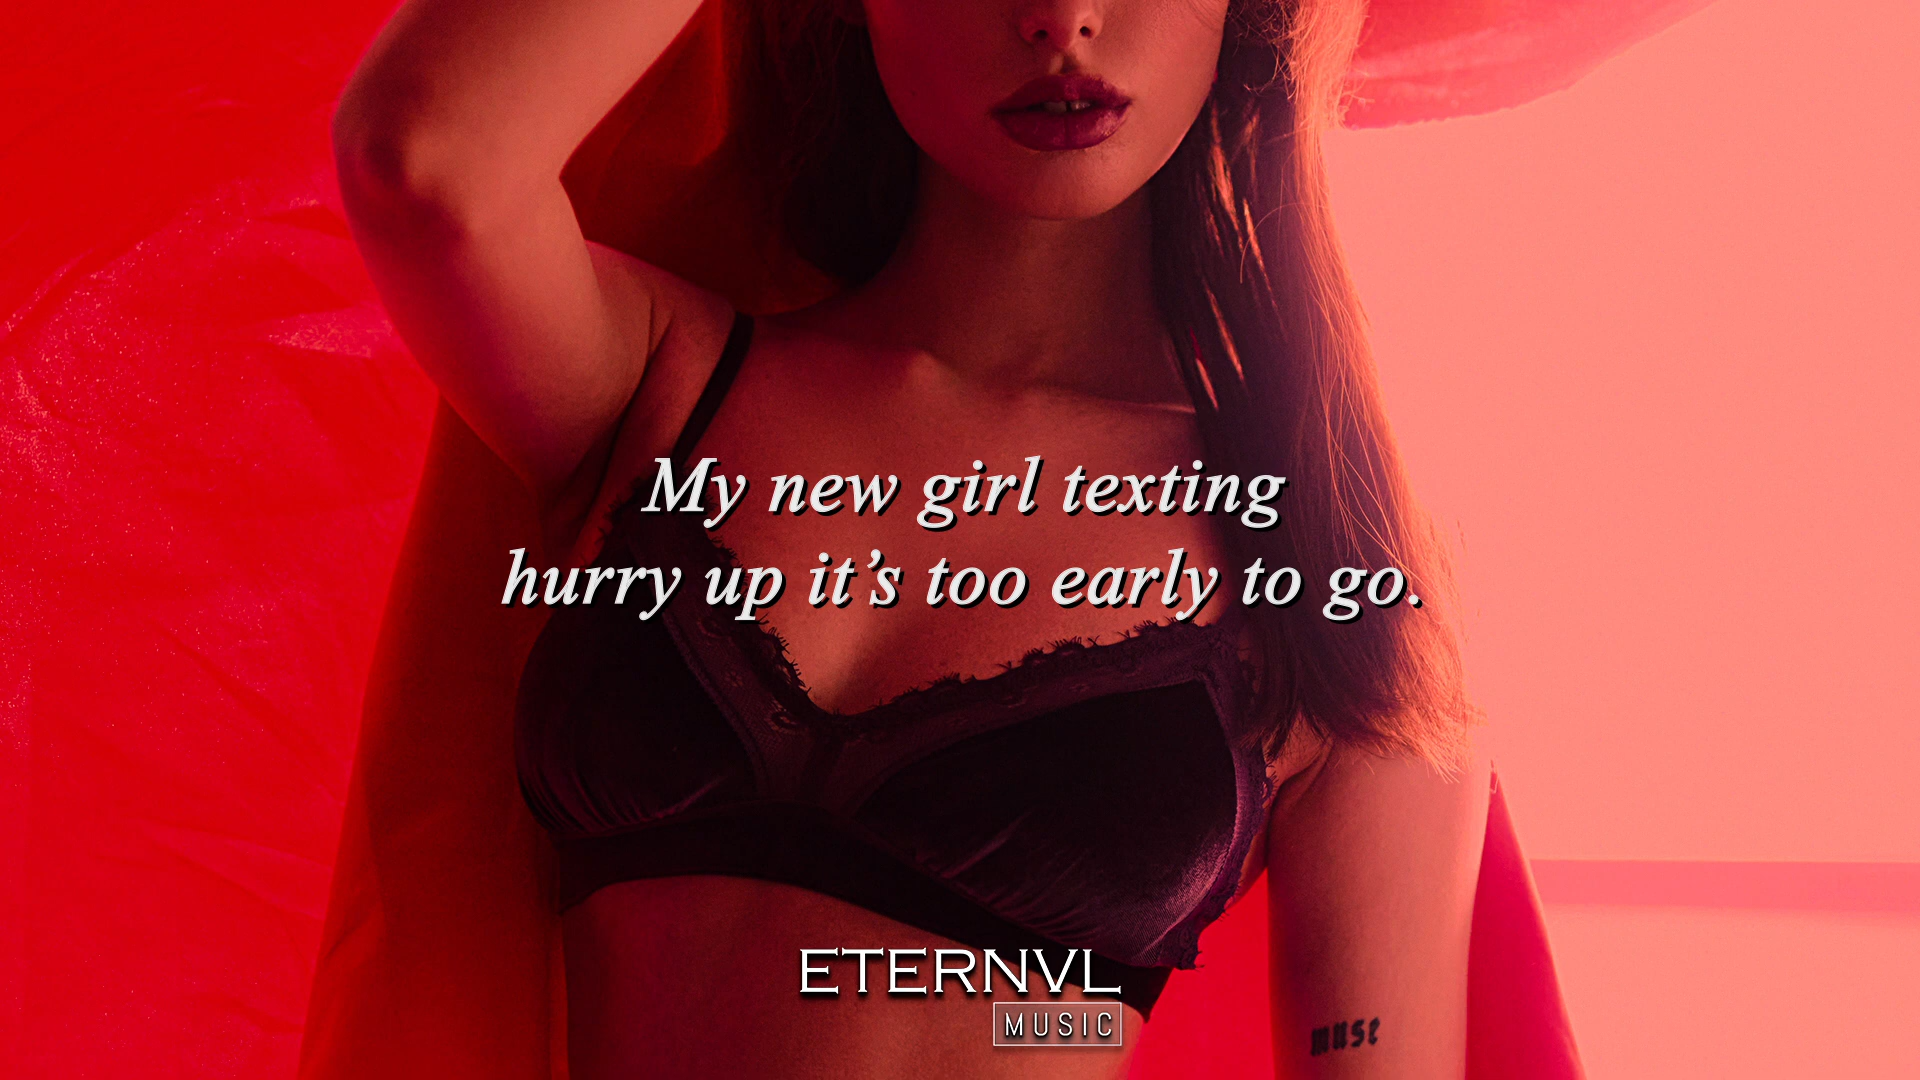 My new girl texting
hurry up it’s too early to go.
ETERNVL
MUSIC
muse